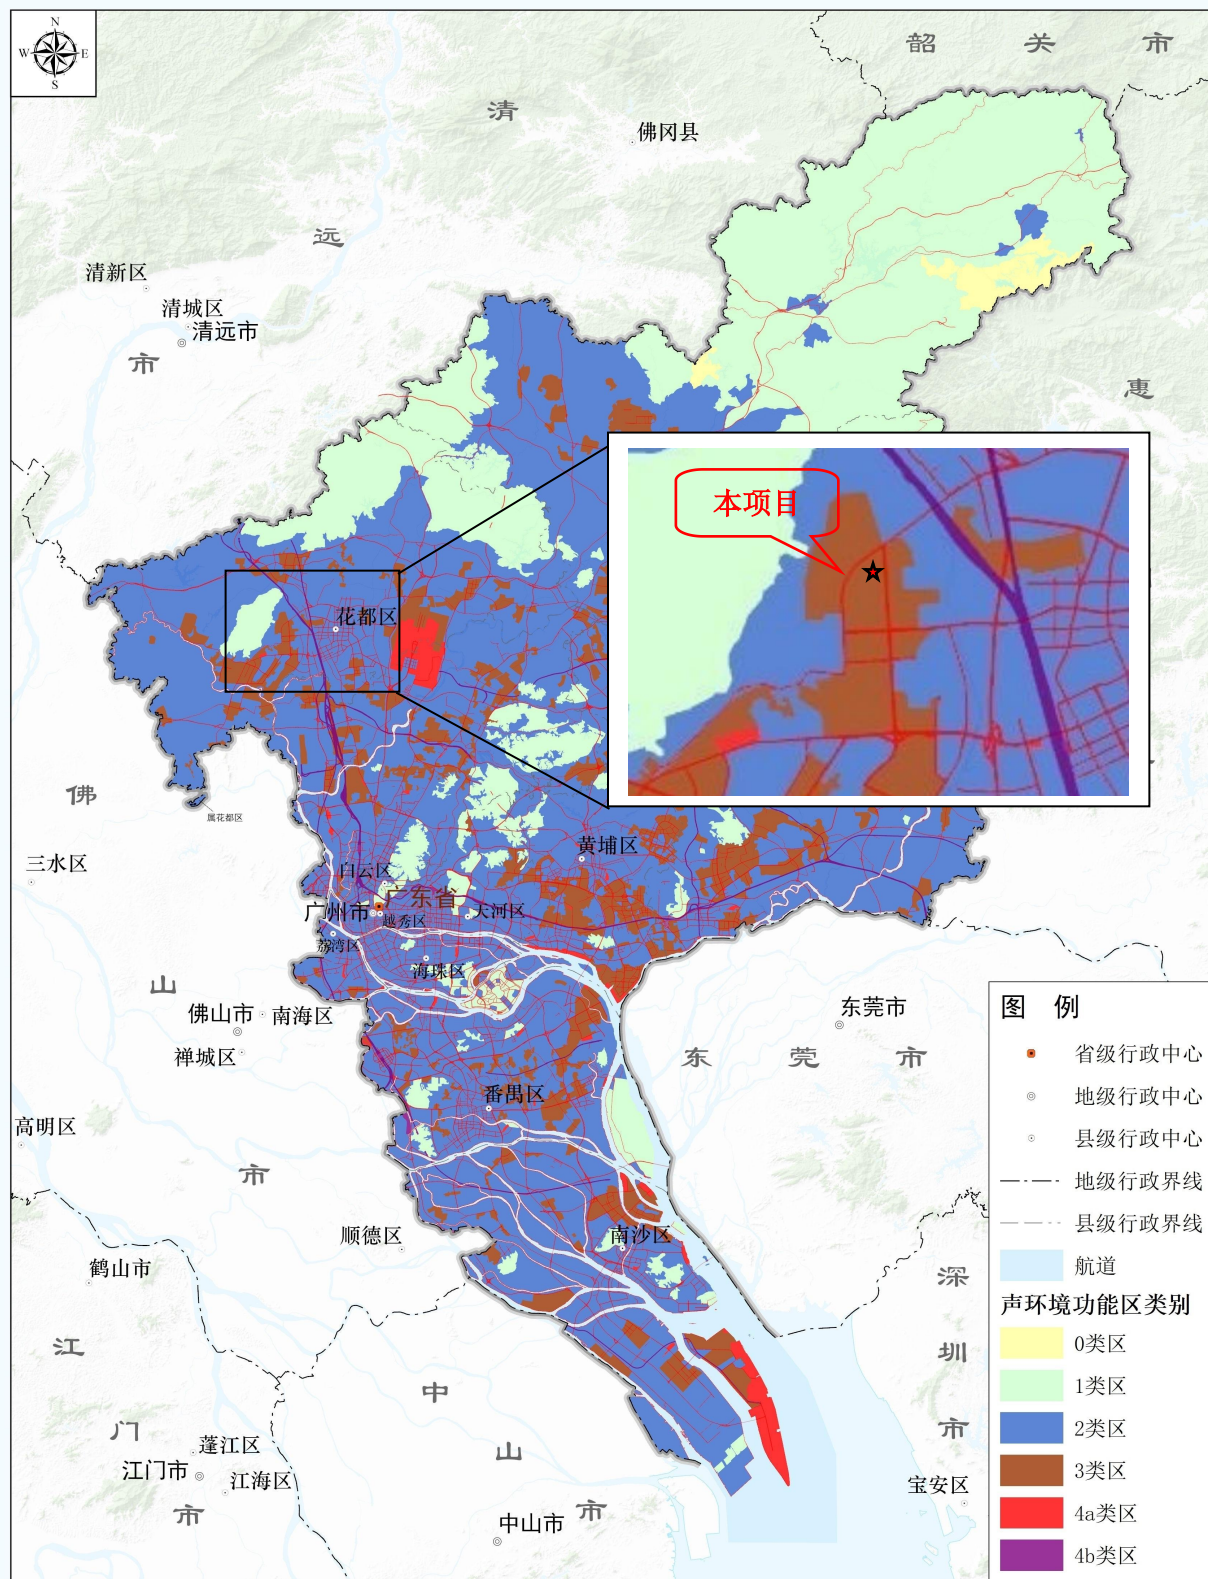 N
W E
S
韶 关 市
清
佛冈县
远
清新区
清城区
清远市
市
惠
本项目
花都区
佛
属花都区
三水区
黄埔区
白云区
广东省
广州市
越秀区
天河区
荔湾区
海珠区
山
佛山市
南海区
禅城区
东莞市
东 莞 市
番禺区
高明区
市
顺德区
南沙区
鹤山市
深
圳
市
江
门
市
中
山
市
蓬江区
江门市
江海区
宝安区
中山市
图 例
省级行政中心
地级行政中心
县级行政中心
地级行政界线
县级行政界线
航道
声环境功能区类别
0类区
1类区
2类区
3类区
4a类区
4b类区